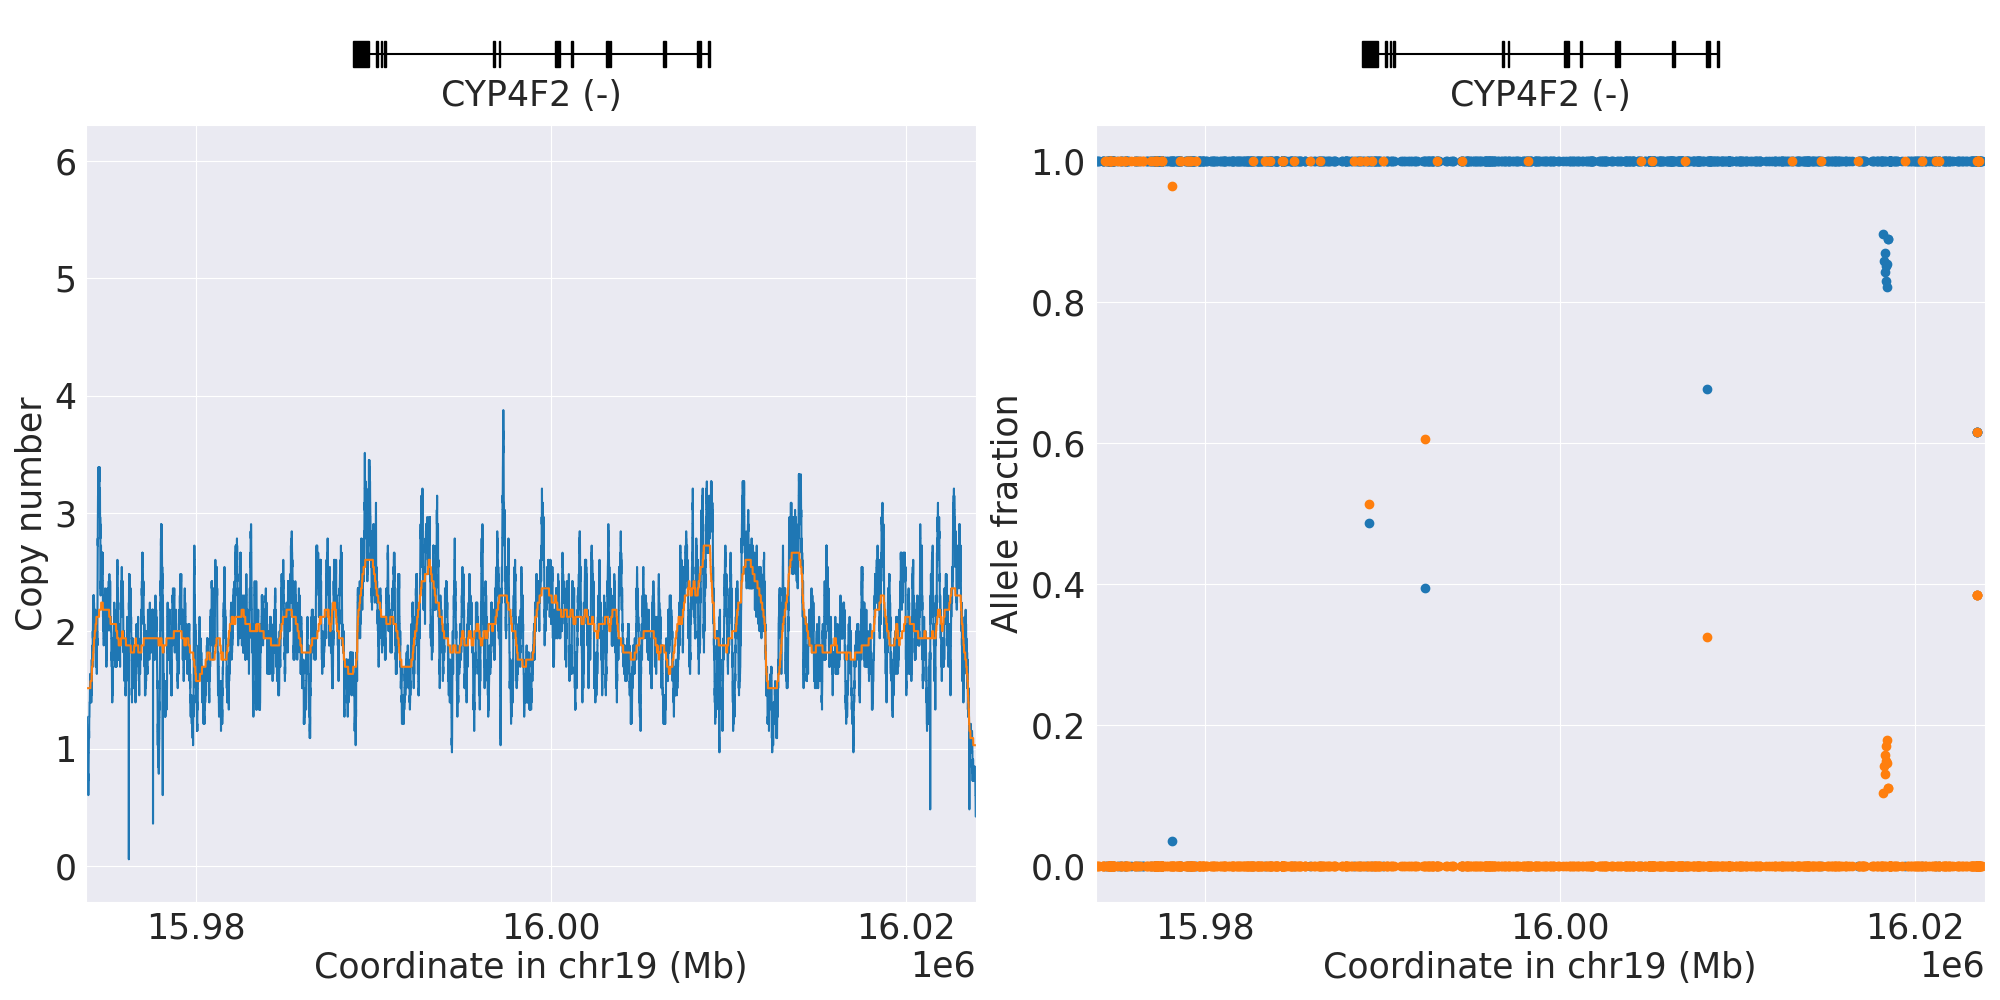 CYP4F2 (-)
6
5
4
3
2
1
0
Copy number
15.98
16.00
16.02
Coordinate in chr19 (Mb)
1e6
CYP4F2 (-)
1.0
0.8
0.6
0.4
0.2
0.0
Allele fraction
15.98
16.00
16.02
Coordinate in chr19 (Mb)
1e6